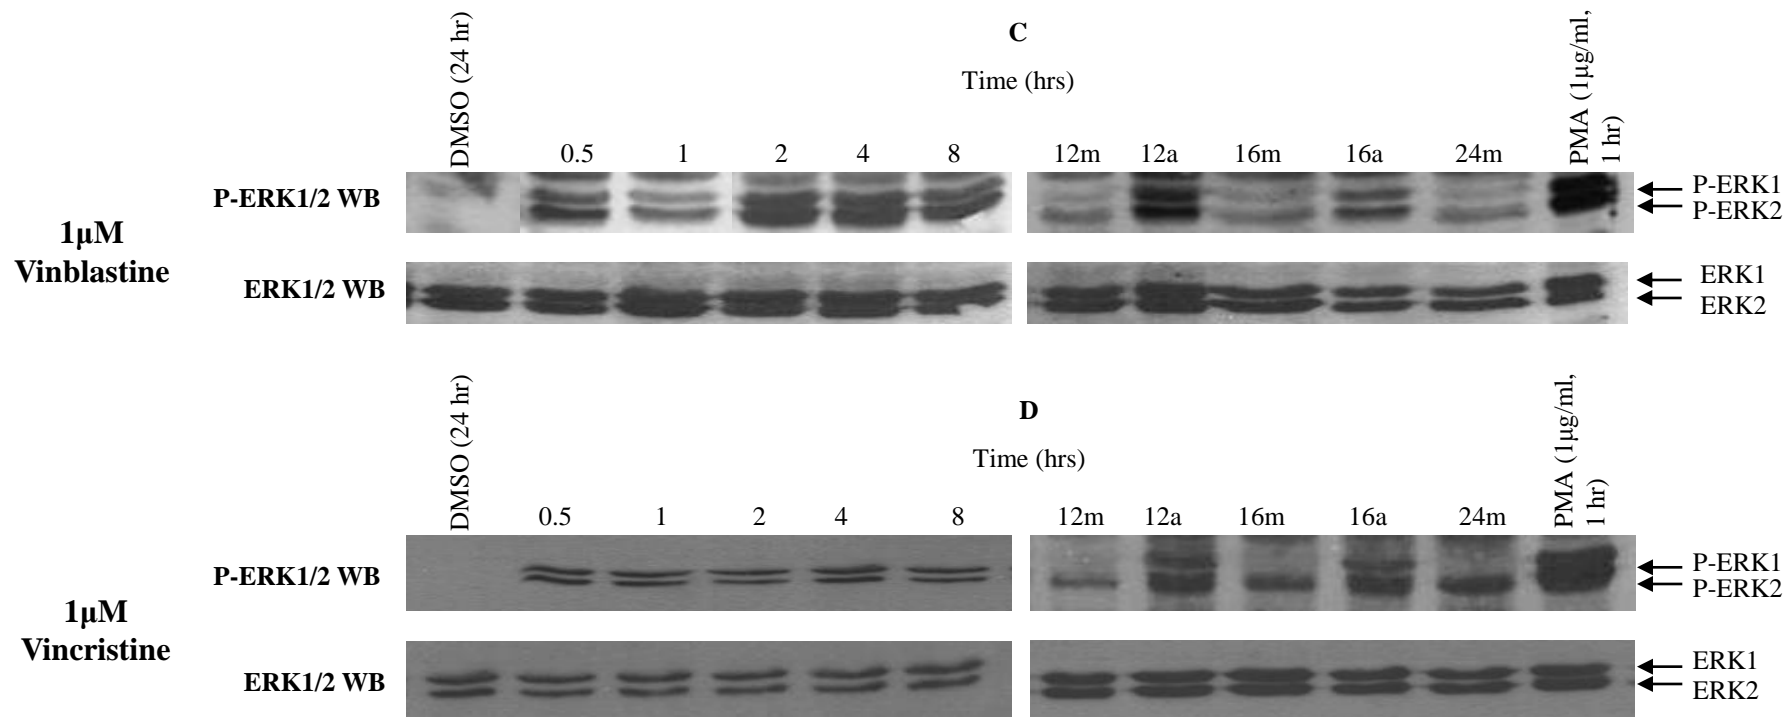 C
Time (hrs)
DMSO (24 hr)
0.5 1 2 4 8 12m 12a 16m 16a 24m
PMA (1µg/ml,
1 hr)
1µM
Vinblastine
P-ERK1/2 WB
P-ERK1
P-ERK2
ERK1/2 WB
ERK1
ERK2
D
Time (hrs)
DMSO (24 hr)
0.5 1 2 4 8 12m 12a 16m 16a 24m
PMA (1µg/ml,
1 hr)
1µM
Vincristine
P-ERK1/2 WB
P-ERK1
P-ERK2
ERK1/2 WB
ERK1
ERK2